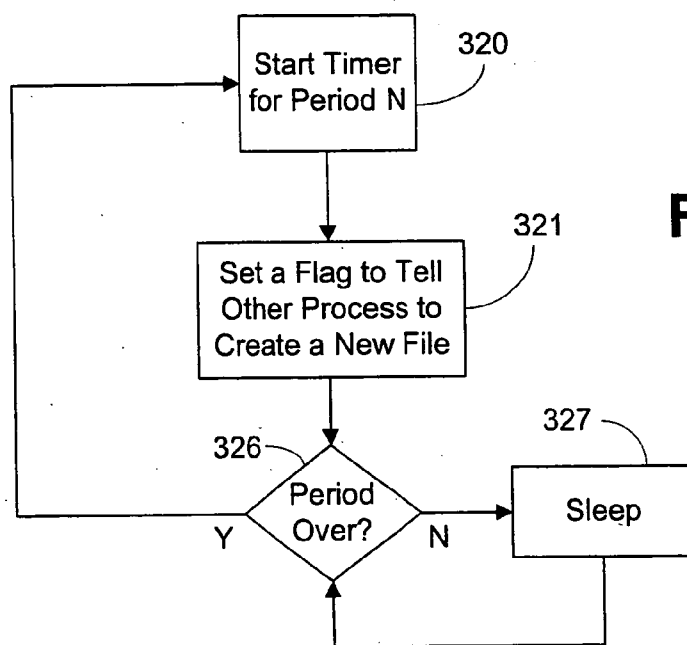 Start Timer
for Period N
320
Set a Flag to Tell
Other Process to
Create a New File
321
326
Period
Over?
Y
N
327
Sleep
F